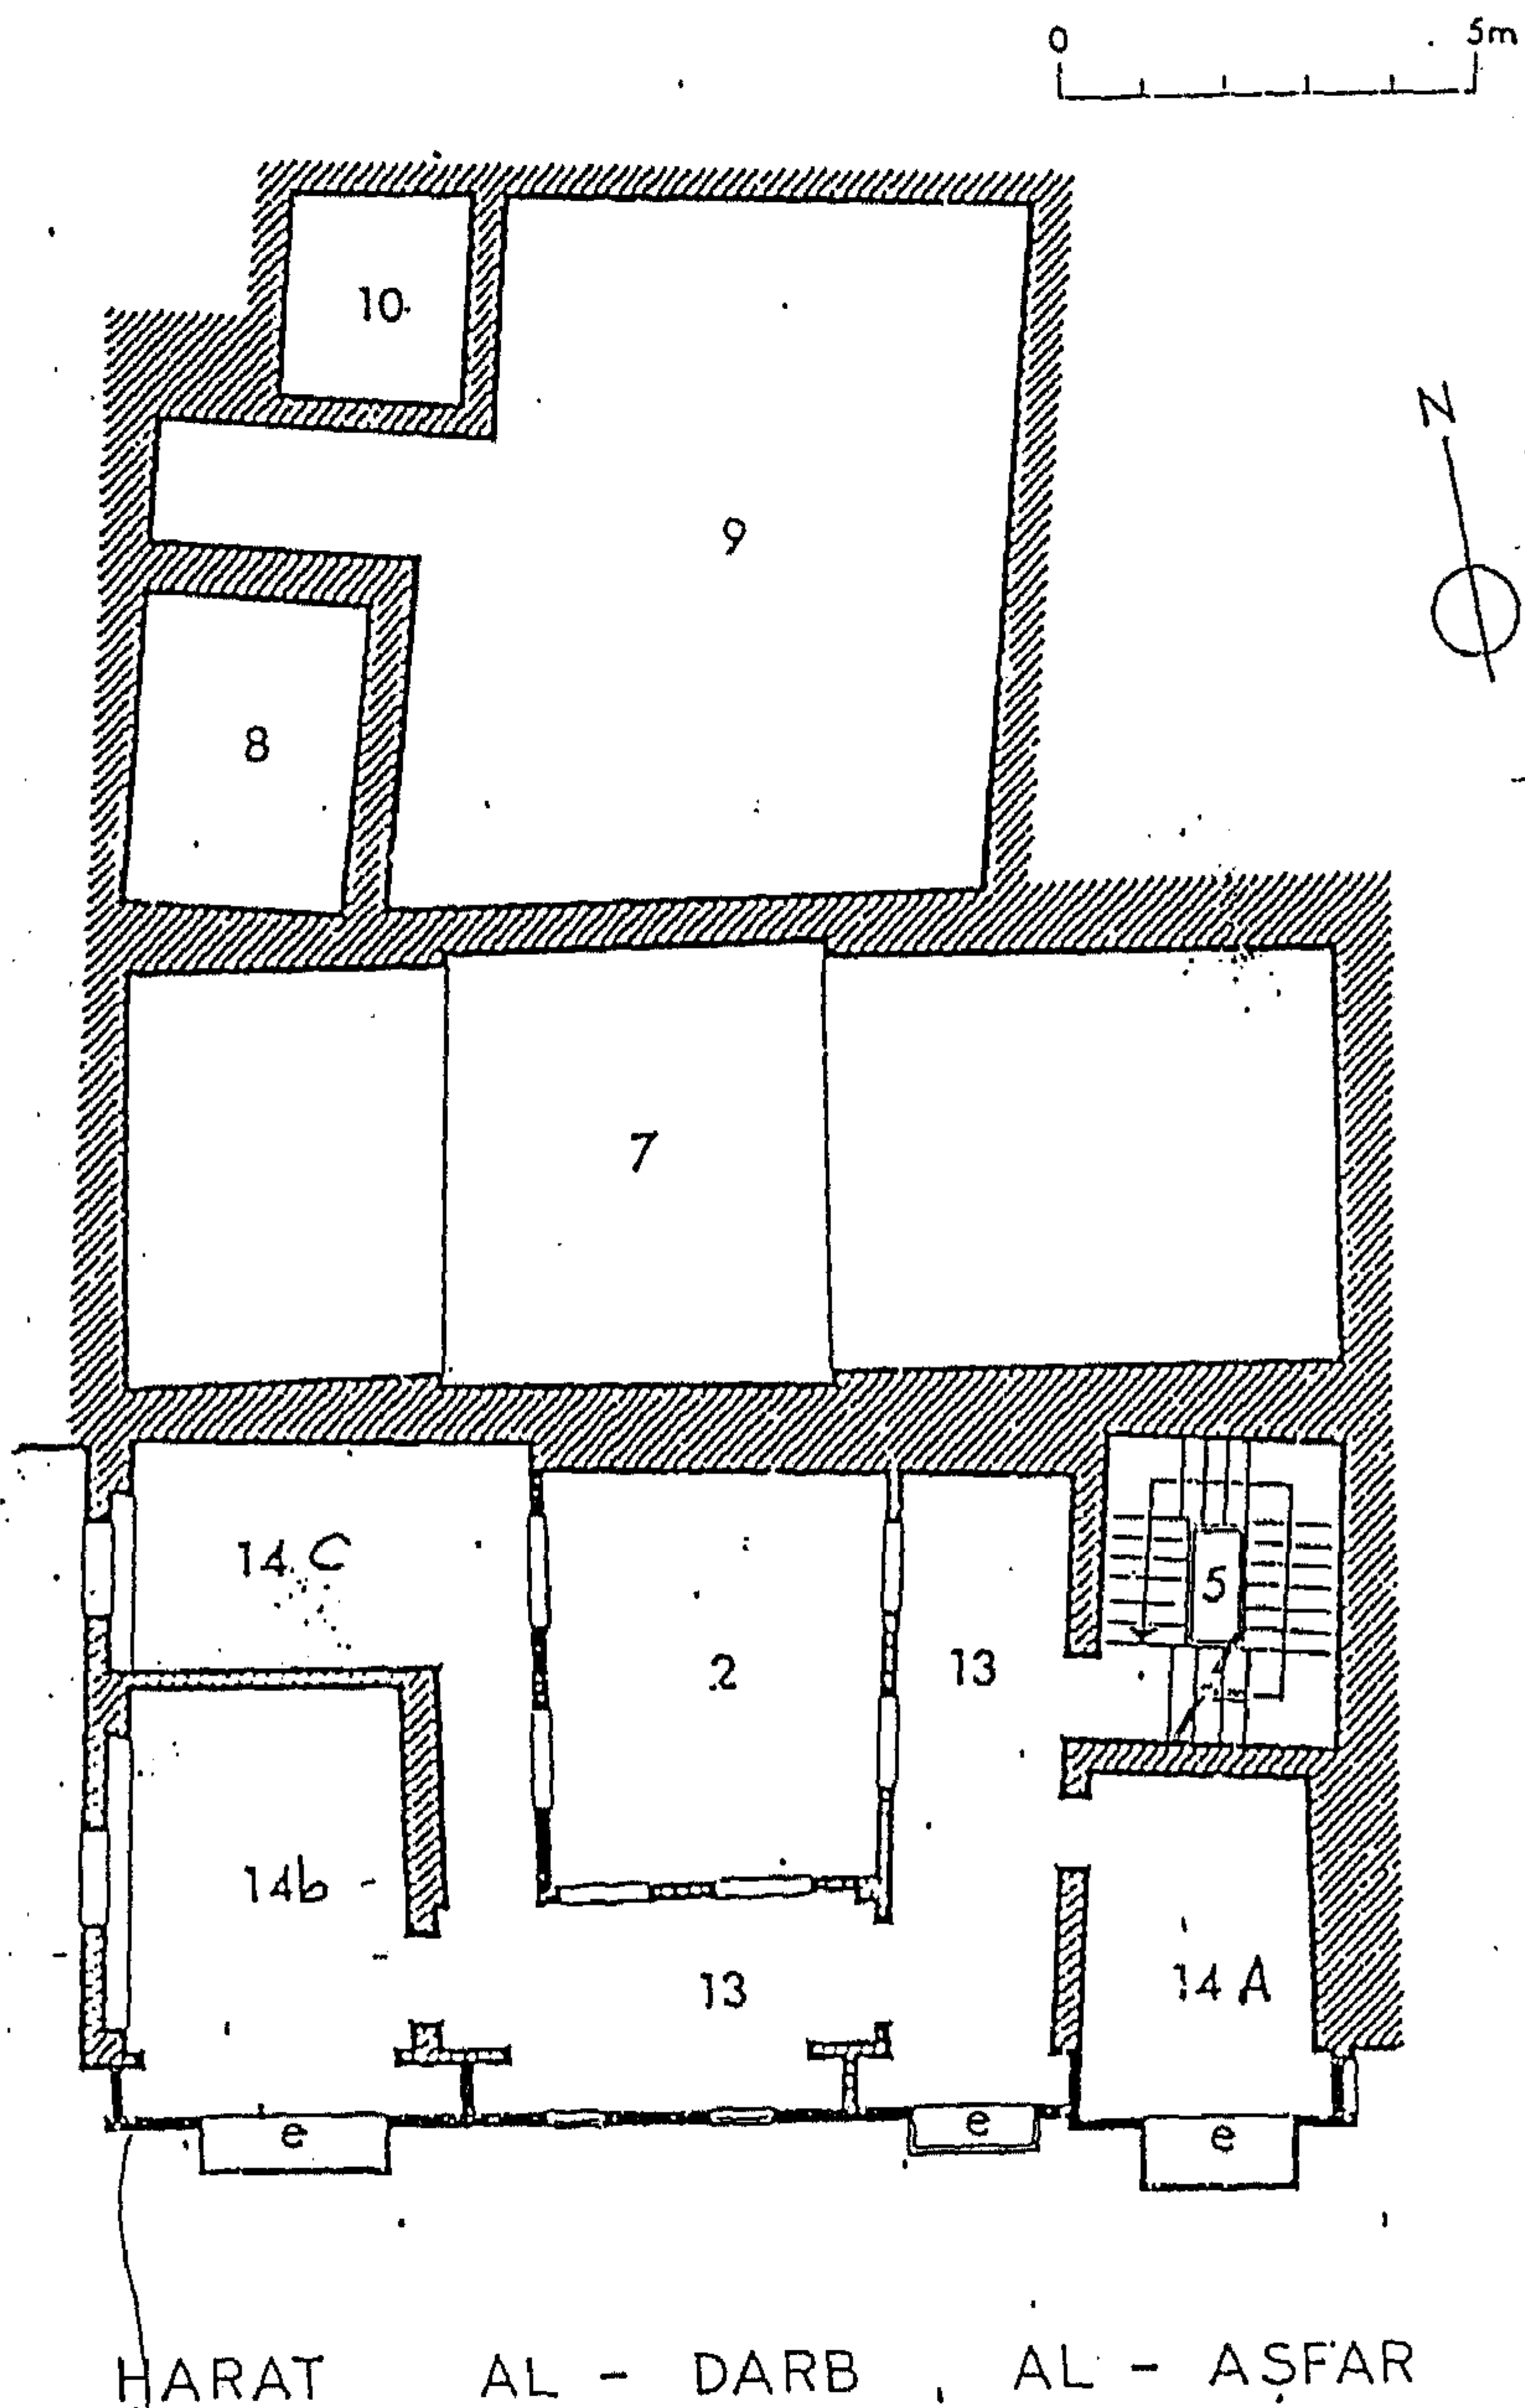 0 5m
10
N
9
8
7
14 C
5
2
13
14b
14 A
13
e e e
HARAT AL - DARB AL - AṢFAR